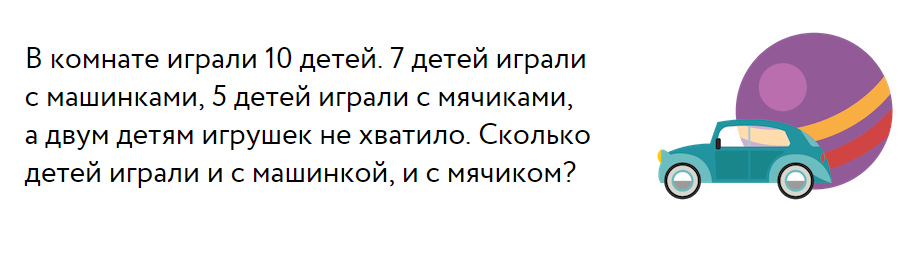 В комнате играли 10 детей. 7 детей играли
с машинками, 5 детей играли с мячиками,
а двум детям игрушек не хватило. Сколько
детей играли и с машинкой, и с мячиком?